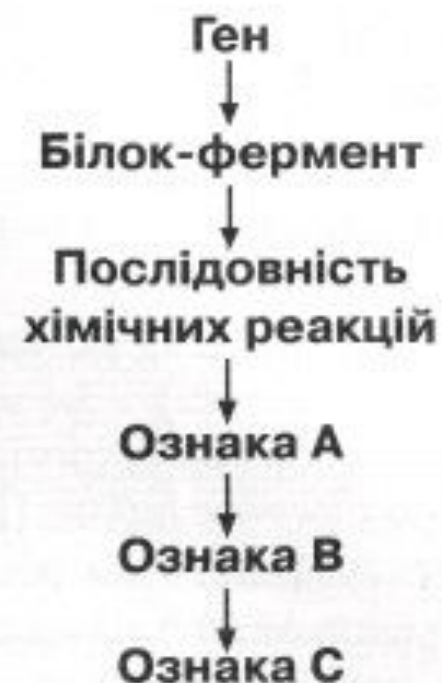 Ген
Білок-фермент
Послідовність
хімічних реакцій
Ознака А
Ознака В
Ознака С